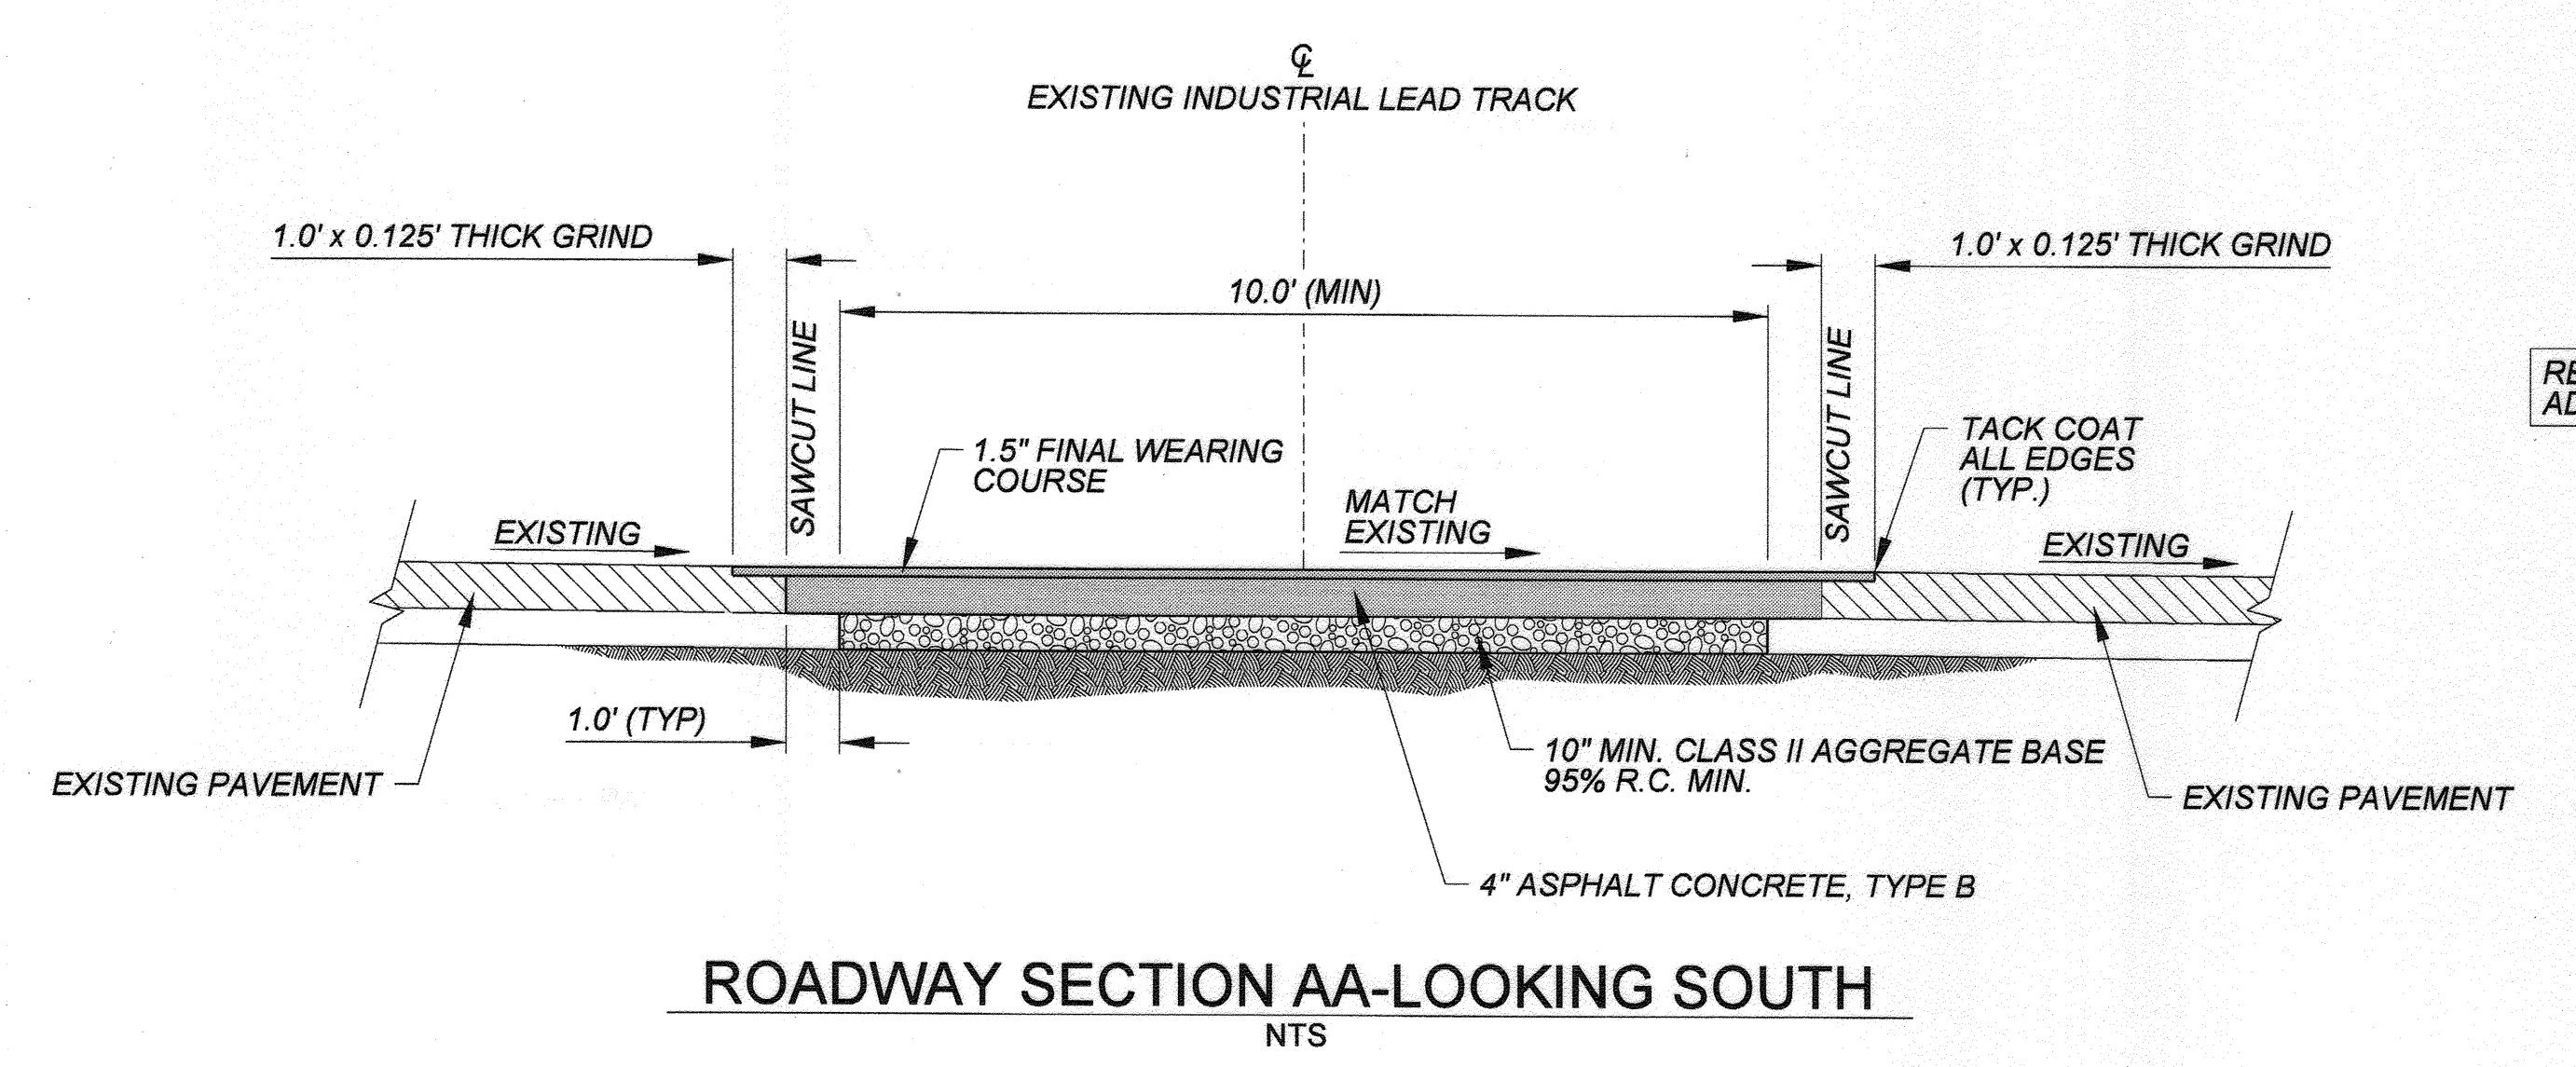 ℄
EXISTING INDUSTRIAL LEAD TRACK
1.0' x 0.125' THICK GRIND
1.0' x 0.125' THICK GRIND
10.0' (MIN)
SAWCUT LINE
SAWCUT LINE
1.5" FINAL WEARING
COURSE
TACK COAT
ALL EDGES
(TYP.)
MATCH
EXISTING
EXISTING
EXISTING
1.0' (TYP)
EXISTING PAVEMENT
10" MIN. CLASS II AGGREGATE BASE
95% R.C. MIN.
EXISTING PAVEMENT
4" ASPHALT CONCRETE, TYPE B
ROADWAY SECTION AA-LOOKING SOUTH
NTS